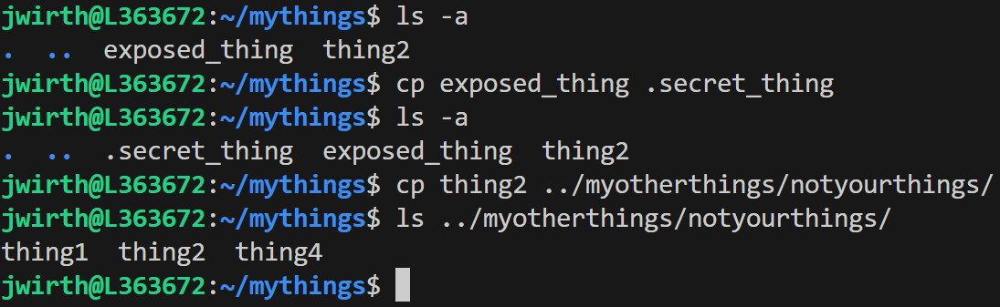 jwirth@L363672:~/mythings$ ls -a
.  ..  exposed_thing  thing2
jwirth@L363672:~/mythings$ cp exposed_thing .secret_thing
jwirth@L363672:~/mythings$ ls -a
.  ..  .secret_thing  exposed_thing  thing2
jwirth@L363672:~/mythings$ cp thing2 ../myotherthings/notyourthings/
jwirth@L363672:~/mythings$ ls ../myotherthings/notyourthings/
thing1  thing2  thing4
jwirth@L363672:~/mythings$